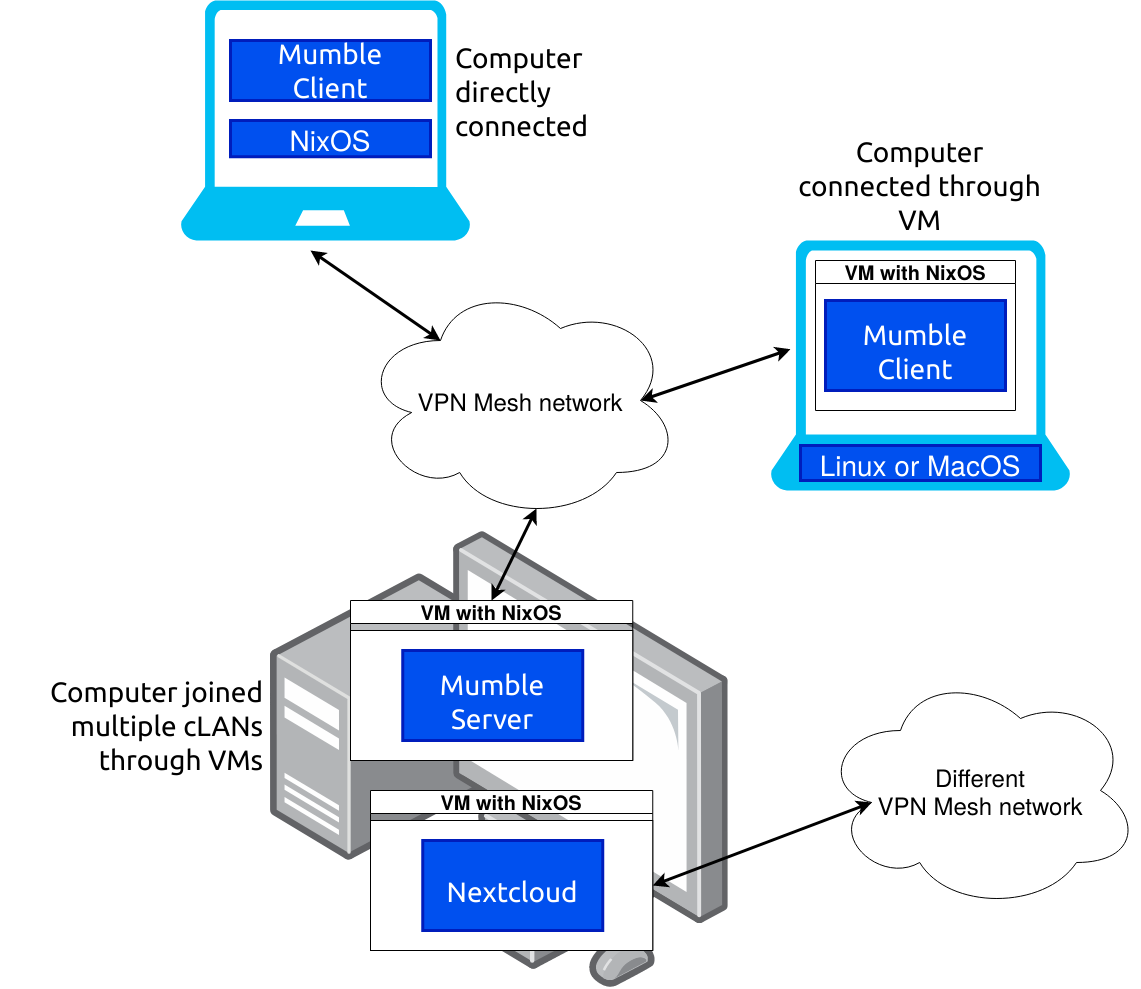 Mumble
Client
NixOS
Computer
directly
connected
Computer
connected through
VM
VM with NixOS
Mumble
Client
Linux or MacOS
VPN Mesh network
VM with NixOS
Mumble
Server
Computer joined
multiple cLANs
through VMs
VM with NixOS
Nextcloud
Different
VPN Mesh network